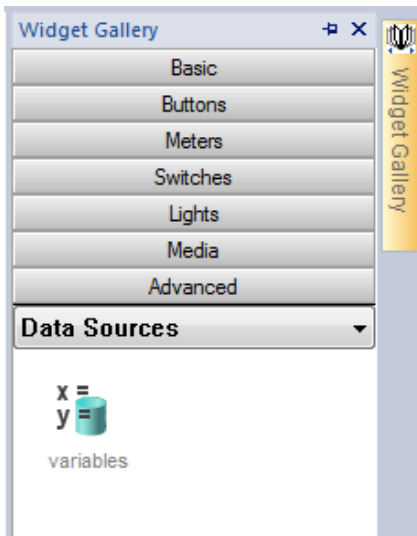 Widget Gallery
Basic
Buttons
Meters
Switches
Lights
Media
Advanced
Data Sources
x =
y =
variables
Widget Gallery